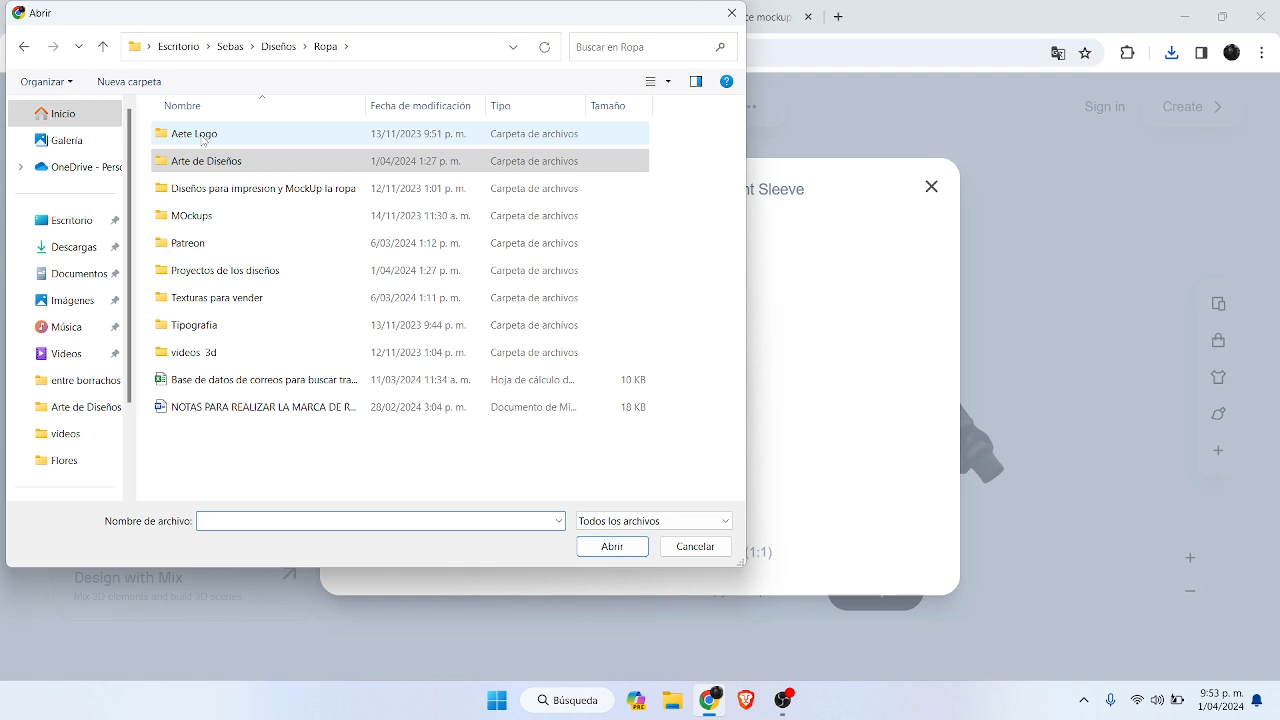 Abrir
ce mockup
Escritorio > Sebas > Diseños > Ropa >
Buscar en Ropa
Organizar
Nueva carpeta
Nombre
Fecha de modificación
Tipo
Tamaño
Inicio
Galería
OneDrive - Perso
Escritorio
Descargas
Documentos
Imágenes
Música
Vídeos
entre borrachos
Arte de Diseños
videos
Flores
Aete Logo 13/11/2023 9:51 p. m. Carpeta de archivos
Arte de Diseños 1/04/2024 1:27 p. m. Carpeta de archivos
Diseños para impresion y MockUp la ropa 12/11/2023 1:01 p. m. Carpeta de archivos
MOckups 14/11/2023 11:30 a. m. Carpeta de archivos
Patreon 6/03/2024 1:12 p. m. Carpeta de archivos
Proyectos de los diseños 1/04/2024 1:27 p. m. Carpeta de archivos
Texturas para vender 6/03/2024 1:11 p. m. Carpeta de archivos
Tipografia 13/11/2023 9:44 p. m. Carpeta de archivos
videos 3d 12/11/2023 1:04 p. m. Carpeta de archivos
Base de datos de correos para buscar tra... 11/03/2024 11:34 a. m. Hoja de cálculo d... 10 KB
NOTAS PARA REALIZAR LA MARCA DE R... 28/02/2024 3:04 p. m. Documento de Mi... 18 KB
Nombre de archivo:
Todos los archivos
Abrir
Cancelar
Sign in
Create
nt Sleeve
(1:1)
Design with Mix
Mix 3D elements and build 3D scenes.
Búsqueda
PRE
9:53 p. m.
1/04/2024